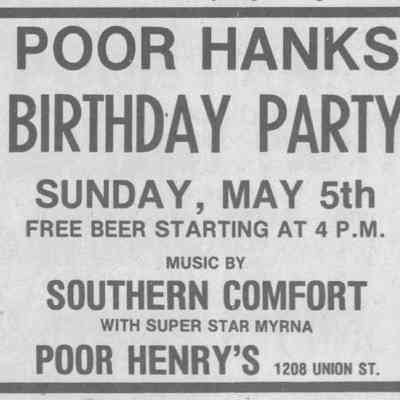 POOR HANKS
BIRTHDAY PARTY
SUNDAY, MAY 5th
FREE BEER STARTING AT 4 P.M.
MUSIC BY
SOUTHERN COMFORT
WITH SUPER STAR MYRNA
POOR HENRY'S 1208 UNION ST.